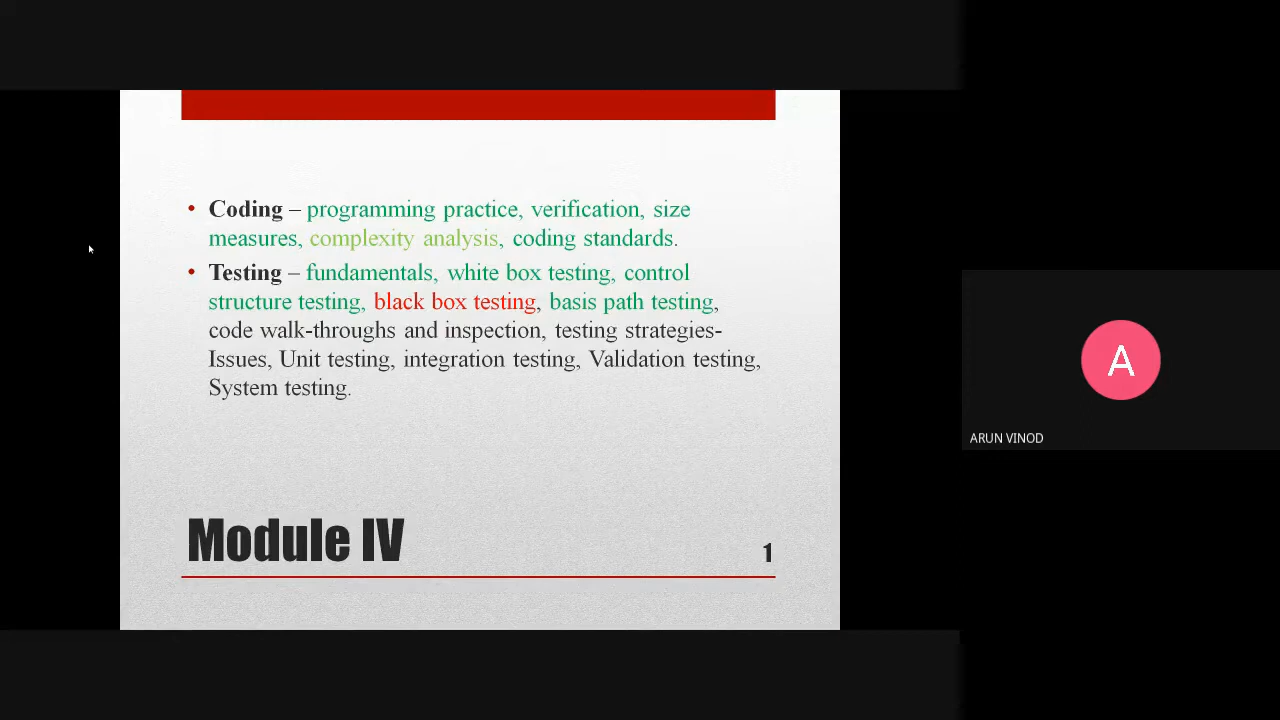 • Coding – programming practice, verification, size
measures, complexity analysis, coding standards.
• Testing – fundamentals, white box testing, control
structure testing, black box testing, basis path testing,
code walk-throughs and inspection, testing strategies-
Issues, Unit testing, integration testing, Validation testing,
System testing.
Module IV
1
A
ARUN VINOD